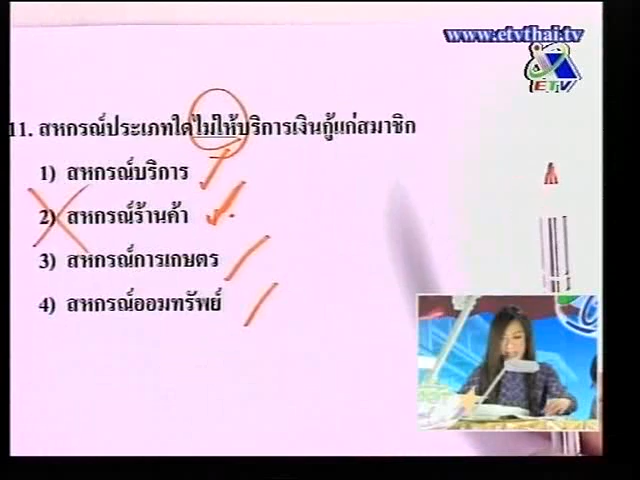 www.etvthai.tv
ETV
11. สหกรณ์ประเภทใดไม่ให้บริการเงินกู้แก่สมาชิก
1) สหกรณ์บริการ
2) สหกรณ์ร้านค้า
3) สหกรณ์การเกษตร
4) สหกรณ์ออมทรัพย์